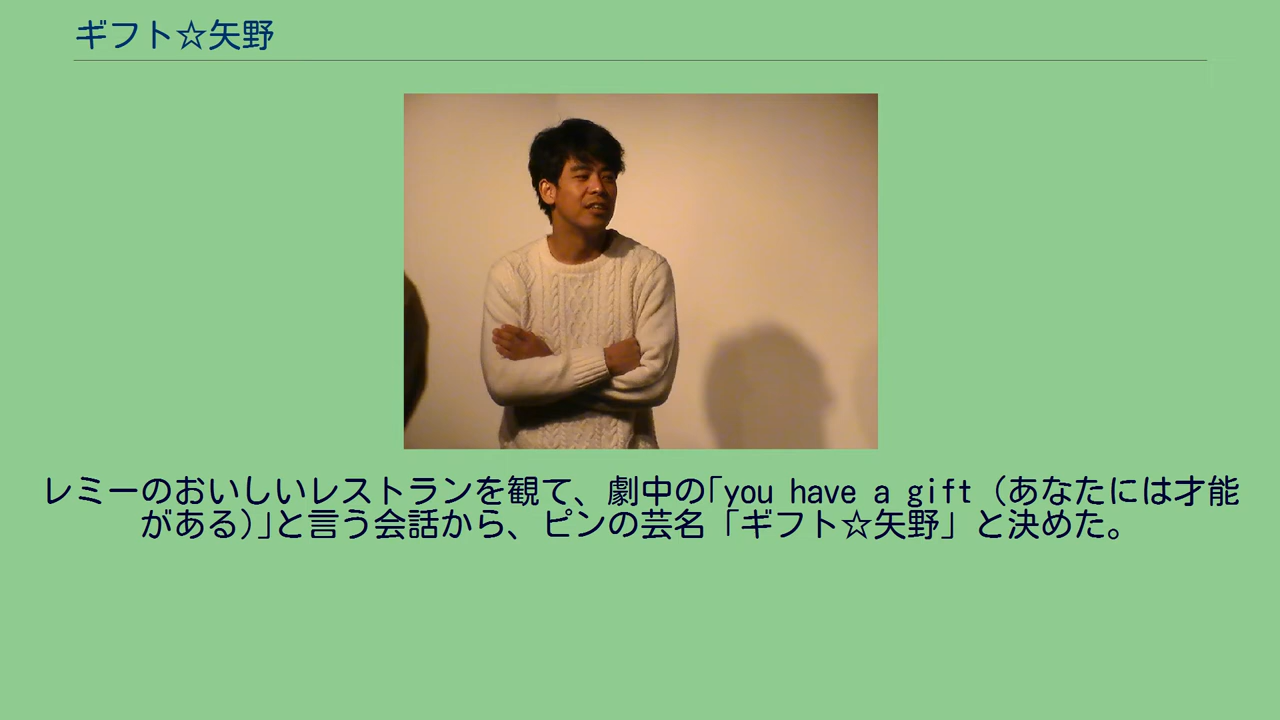 ギフト☆矢野
レミーのおいしいレストランを観て、劇中の｢you have a gift (あなたには才能
がある)｣と言う会話から、ピンの芸名「ギフト☆矢野」と決めた。